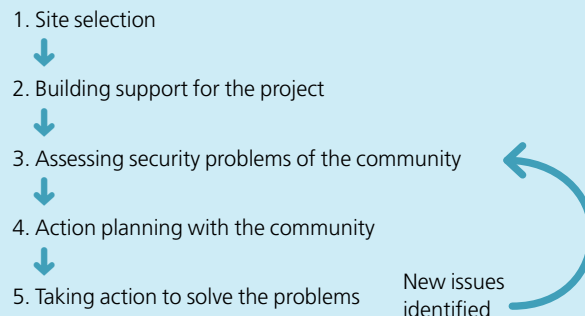 1. Site selection
2. Building support for the project
3. Assessing security problems of the community
4. Action planning with the community
5. Taking action to solve the problems
New issues
identified